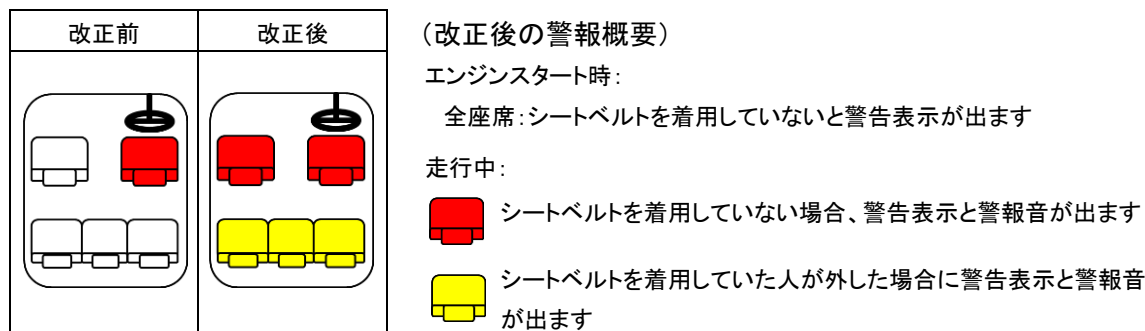 改正前
改正後
（改正後の警報概要）
エンジンスタート時：
全座席：シートベルトを着用していないと警告表示が出ます
走行中：
シートベルトを着用していない場合、警告表示と警報音が出ます
シートベルトを着用していた人が外した場合に警告表示と警報音
が出ます